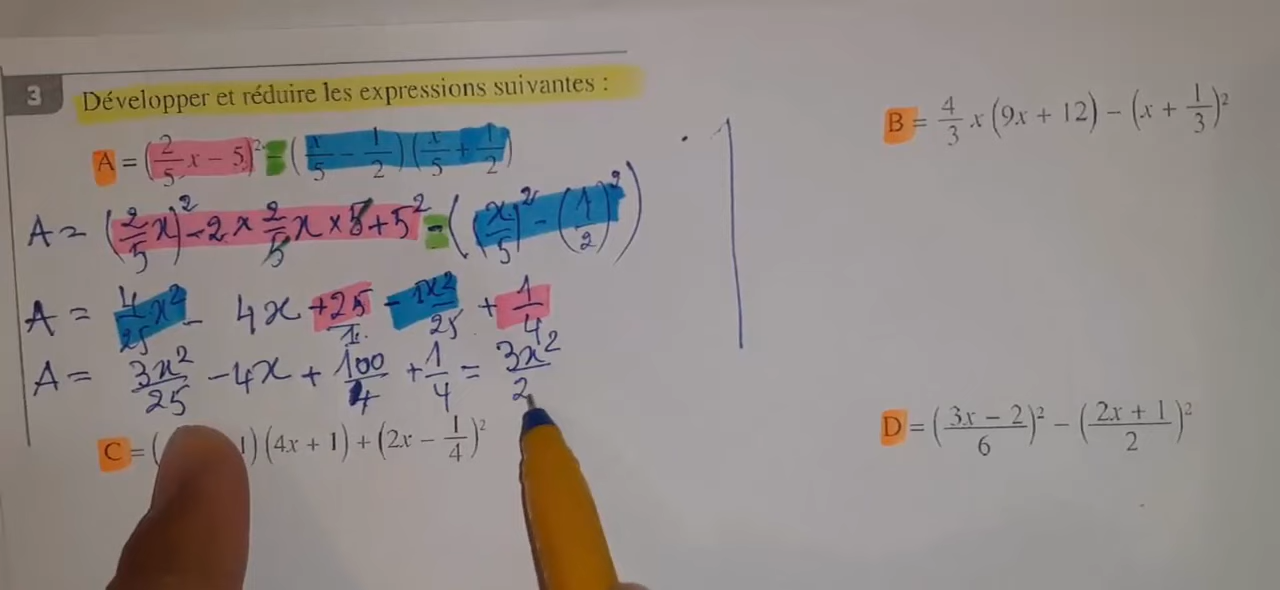 3 Développer et réduire les expressions suivantes :
A = (2/5 x − 5)² − (x/5 − 1/2)(x/5 + 1/2)
A = (2/5 x)² − 2 × 2/5 x × 5 + 5² − ((x/5)² − (1/2)²)
A = 4/25 x² − 4x + 25/1 − 1x²/25 + 1/4
A = 3x²/25 − 4x + 100/4 + 1/4 = 3x²/2
C = ( 1)(4x + 1) + (2x − 1/4)²
B = 4/3 x (9x + 12) − (x + 1/3)²
D = ((3x − 2)/6)² − ((2x + 1)/2)²